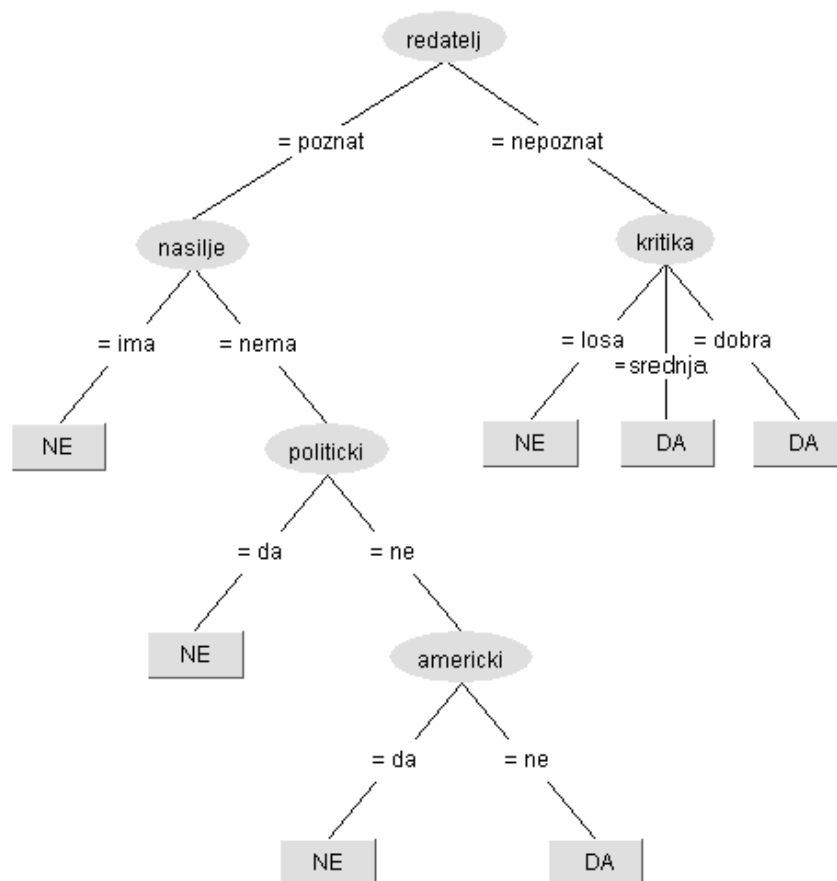 redatelj
= poznat
= nepoznat
nasilje
kritika
= ima
= nema
= losa
=srednja
= dobra
NE
politicki
NE
DA
DA
= da
= ne
NE
americki
= da
= ne
NE
DA